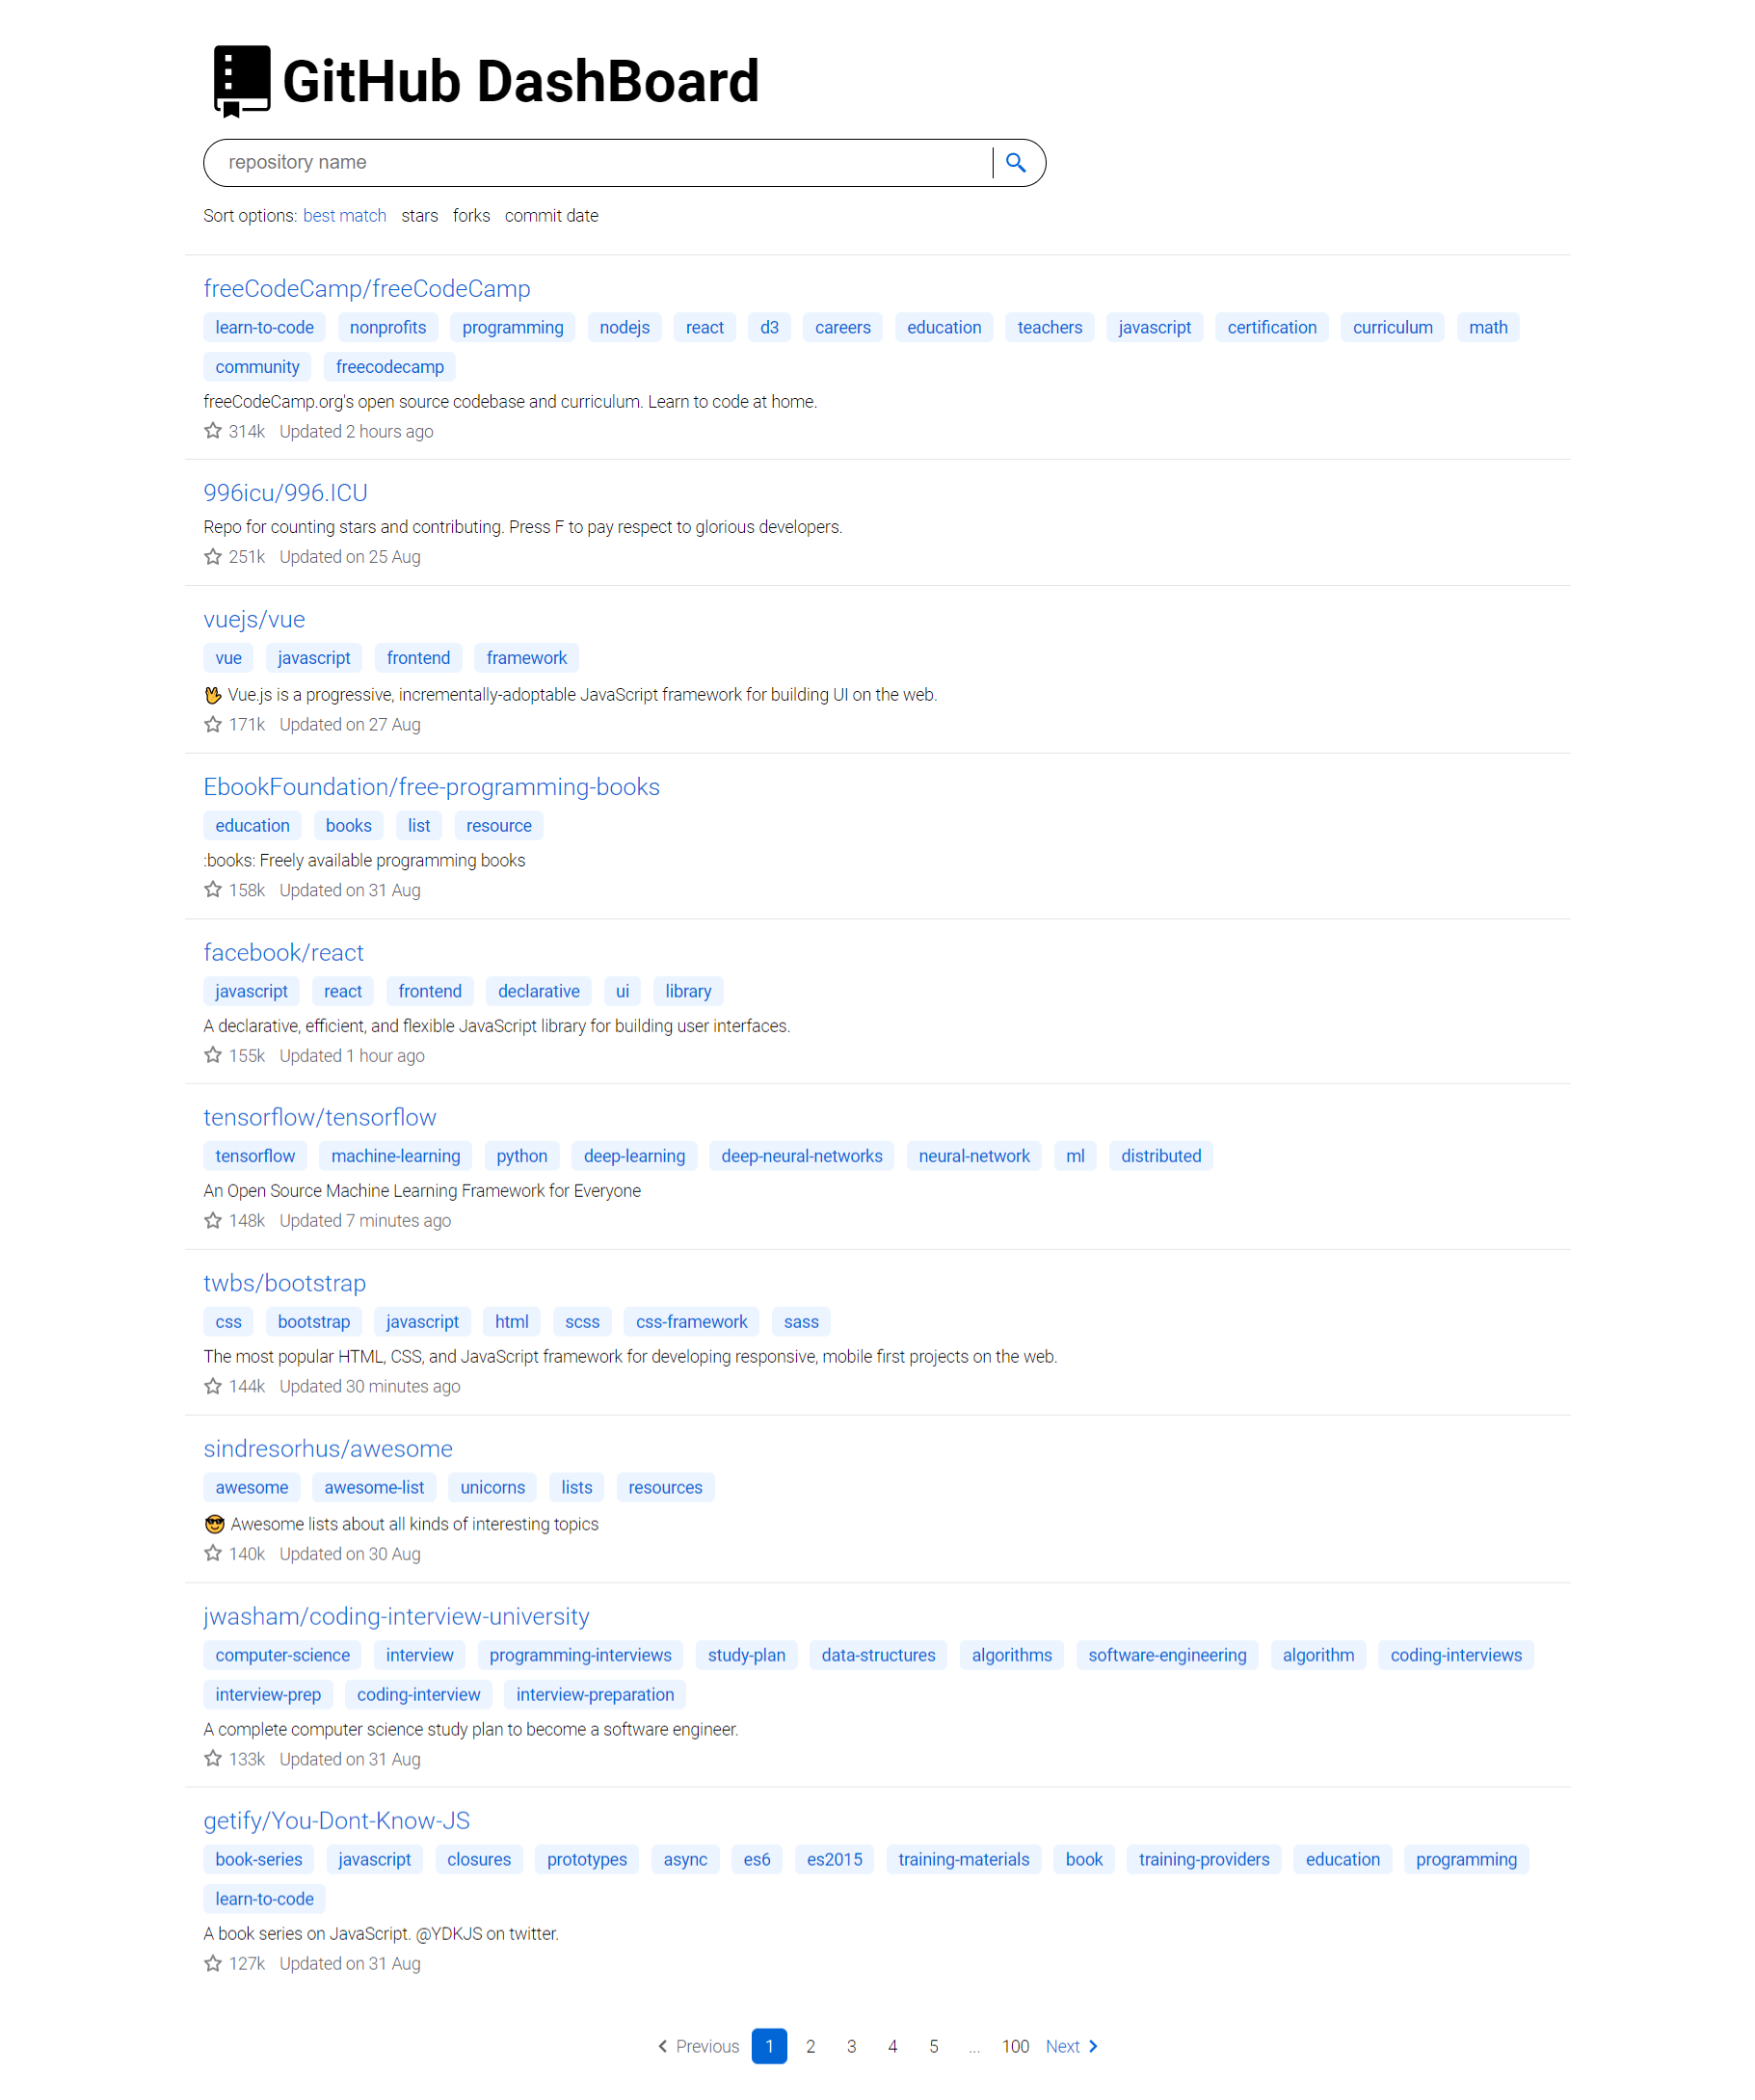 GitHub DashBoard
repository name
Sort options: best match stars forks commit date
freeCodeCamp/freeCodeCamp
learn-to-code nonprofits programming nodejs react d3 careers education teachers javascript certification curriculum math
community freecodecamp
freeCodeCamp.org's open source codebase and curriculum. Learn to code at home.
314k Updated 2 hours ago
996icu/996.ICU
Repo for counting stars and contributing. Press F to pay respect to glorious developers.
251k Updated on 25 Aug
vuejs/vue
vue javascript frontend framework
🖖 Vue.js is a progressive, incrementally-adoptable JavaScript framework for building UI on the web.
171k Updated on 27 Aug
EbookFoundation/free-programming-books
education books list resource
:books: Freely available programming books
158k Updated on 31 Aug
facebook/react
javascript react frontend declarative ui library
A declarative, efficient, and flexible JavaScript library for building user interfaces.
155k Updated 1 hour ago
tensorflow/tensorflow
tensorflow machine-learning python deep-learning deep-neural-networks neural-network ml distributed
An Open Source Machine Learning Framework for Everyone
148k Updated 7 minutes ago
twbs/bootstrap
css bootstrap javascript html scss css-framework sass
The most popular HTML, CSS, and JavaScript framework for developing responsive, mobile first projects on the web.
144k Updated 30 minutes ago
sindresorhus/awesome
awesome awesome-list unicorns lists resources
😎 Awesome lists about all kinds of interesting topics
140k Updated on 30 Aug
jwasham/coding-interview-university
computer-science interview programming-interviews study-plan data-structures algorithms software-engineering algorithm coding-interviews
interview-prep coding-interview interview-preparation
A complete computer science study plan to become a software engineer.
133k Updated on 31 Aug
getify/You-Dont-Know-JS
book-series javascript closures prototypes async es6 es2015 training-materials book training-providers education programming
learn-to-code
A book series on JavaScript. @YDKJS on twitter.
127k Updated on 31 Aug
Previous 1 2 3 4 5 ... 100 Next